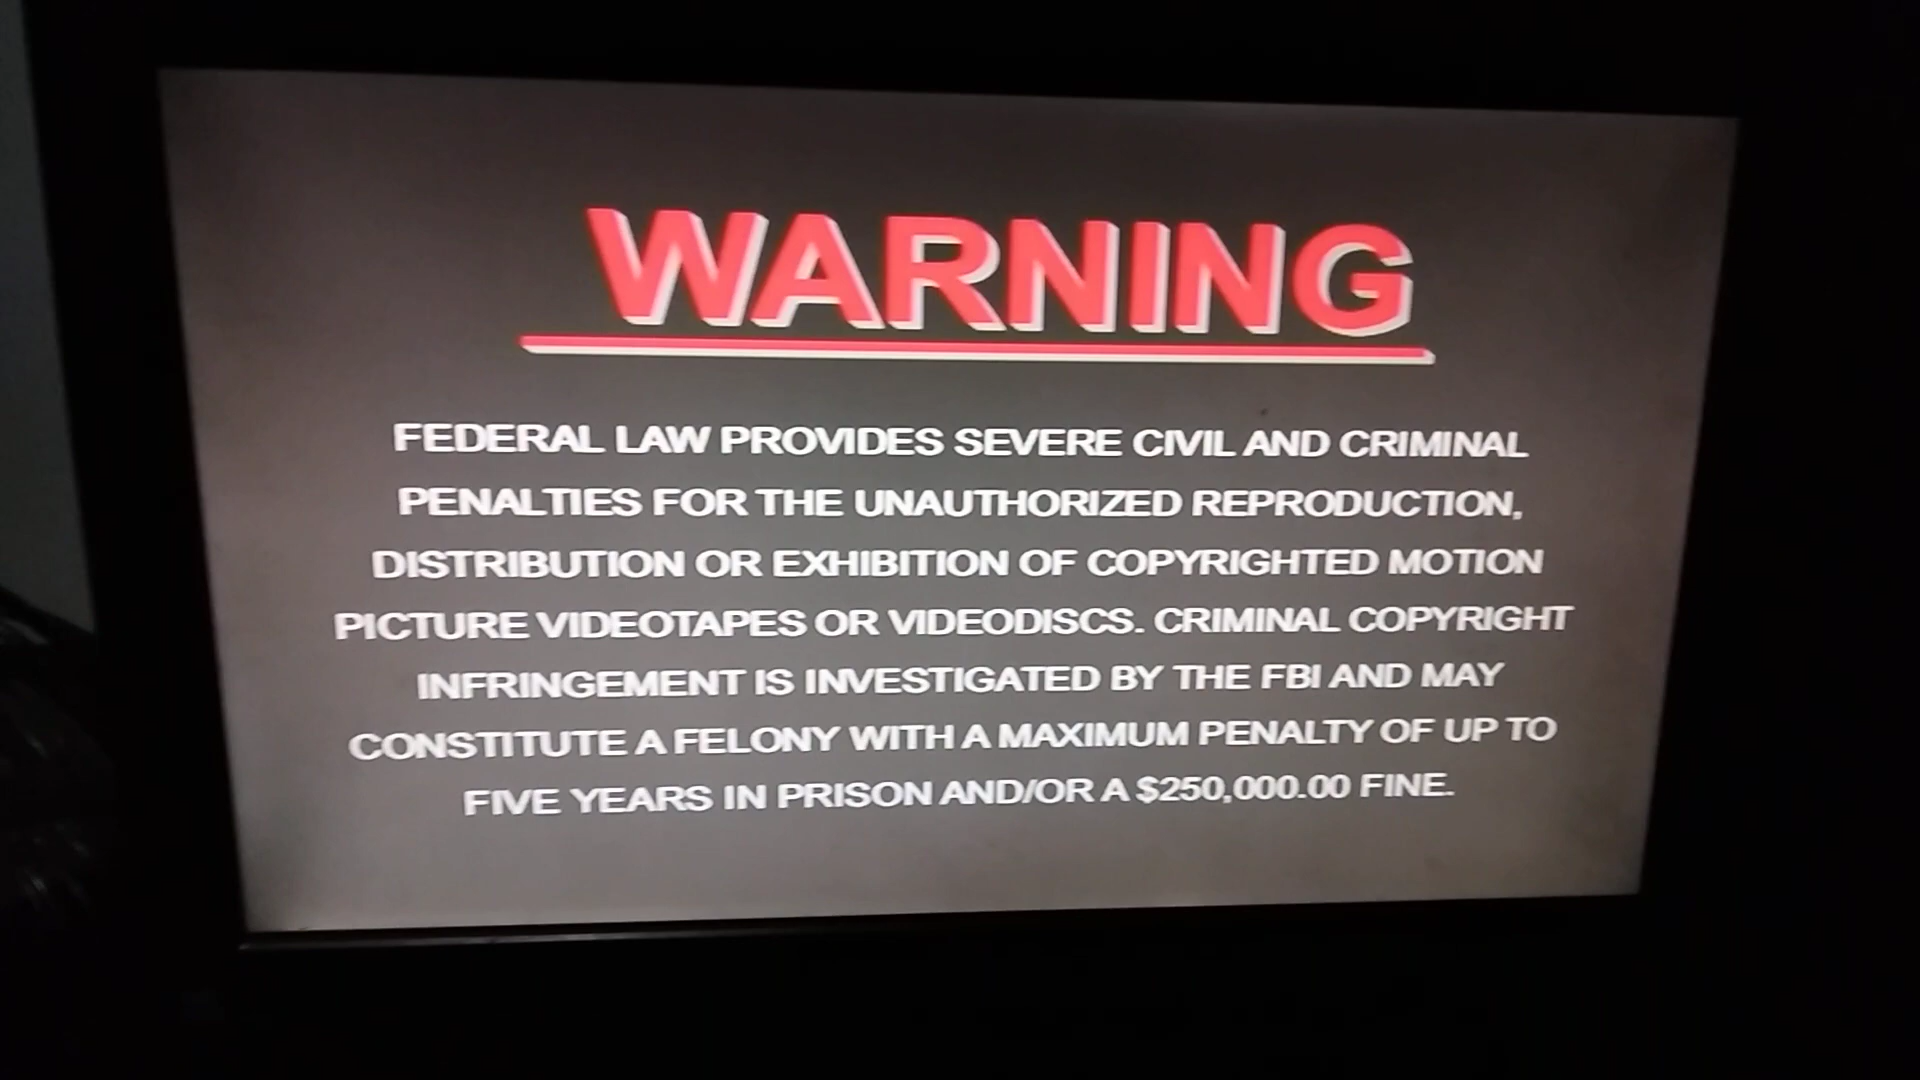 WARNING
FEDERAL LAW PROVIDES SEVERE CIVIL AND CRIMINAL
PENALTIES FOR THE UNAUTHORIZED REPRODUCTION,
DISTRIBUTION OR EXHIBITION OF COPYRIGHTED MOTION
PICTURE VIDEOTAPES OR VIDEODISCS. CRIMINAL COPYRIGHT
INFRINGEMENT IS INVESTIGATED BY THE FBI AND MAY
CONSTITUTE A FELONY WITH A MAXIMUM PENALTY OF UP TO
FIVE YEARS IN PRISON AND/OR A $250,000.00 FINE.